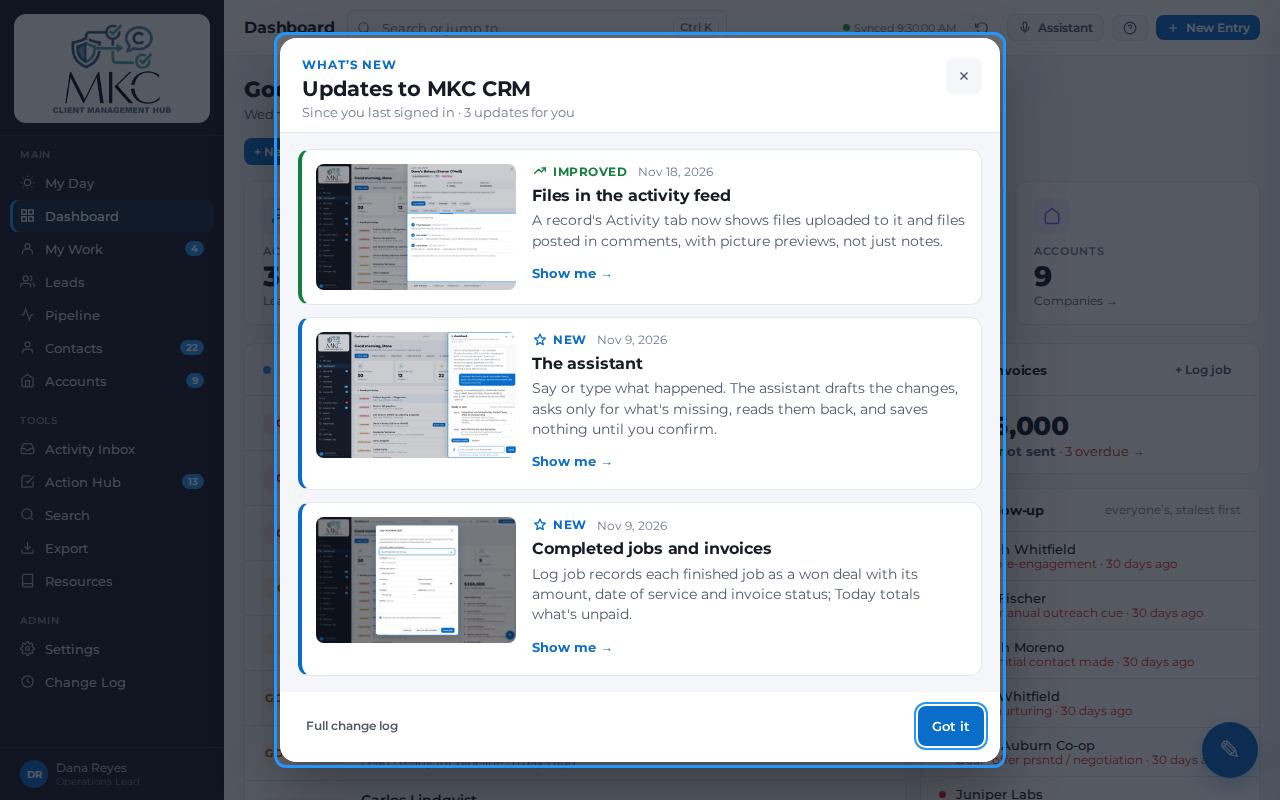 MKC
CLIENT MANAGEMENT HUB
MAIN
My Day
Dashboard
My Work 4
Leads
Pipeline
Contacts 22
Accounts 9
TOOLS
Activity Inbox
Action Hub 13
Search
Export
Resources
ADMIN
Settings
Change Log
DR
Dana Reyes
Operations Lead
Dashboard
Search or jump to
Ctrl K
Synced 9:30:00 AM
Assistant
+ New Entry
WHAT'S NEW
Updates to MKC CRM
Since you last signed in · 3 updates for you
×
IMPROVED Nov 18, 2026
Files in the activity feed
A record's Activity tab now shows files uploaded to it and files
posted in comments, with picture previews, not just notes.
Show me →
NEW Nov 9, 2026
The assistant
Say or type what happened. The assistant drafts the changes,
asks only for what's missing, reads them back, and saves
nothing until you confirm.
Show me →
NEW Nov 9, 2026
Completed jobs and invoices
Log job records each finished job as a won deal with its
amount, date of service and invoice status; Today totals
what's unpaid.
Show me →
Full change log
Got it
ACCOUNTS
9
Companies →
+ Log job
,000
not sent · 3 overdue →
everyone's, stalest first
Whitfield
· 30 days ago
Fischer
manual outreach cue · 30 days ago
Moreno
Initial contact made · 30 days ago
Whitfield
Nurturing · 30 days ago
Auburn Co-op
/ negotiation · 30 days
Juniper Labs
Carlos Lindqvist